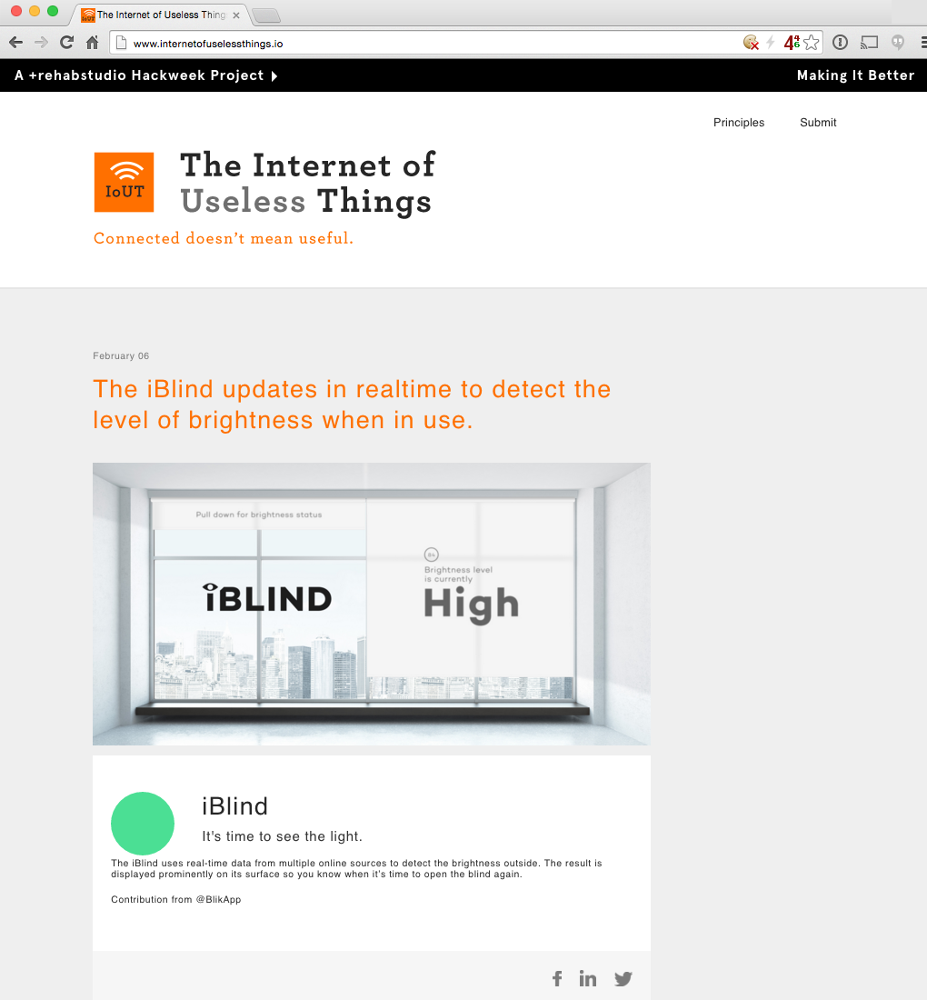 The Internet of Useless Thing
www.internetofuselessthings.io
A +rehabstudio Hackweek Project
Making It Better
Principles
Submit
IoUT
The Internet of
Useless Things
Connected doesn't mean useful.
February 06
The iBlind updates in realtime to detect the
level of brightness when in use.
Pull down for brightness status
iBLIND
84
Brightness level
is currently
High
iBlind
It's time to see the light.
The iBlind uses real-time data from multiple online sources to detect the brightness outside. The result is
displayed prominently on its surface so you know when it's time to open the blind again.
Contribution from @BlikApp